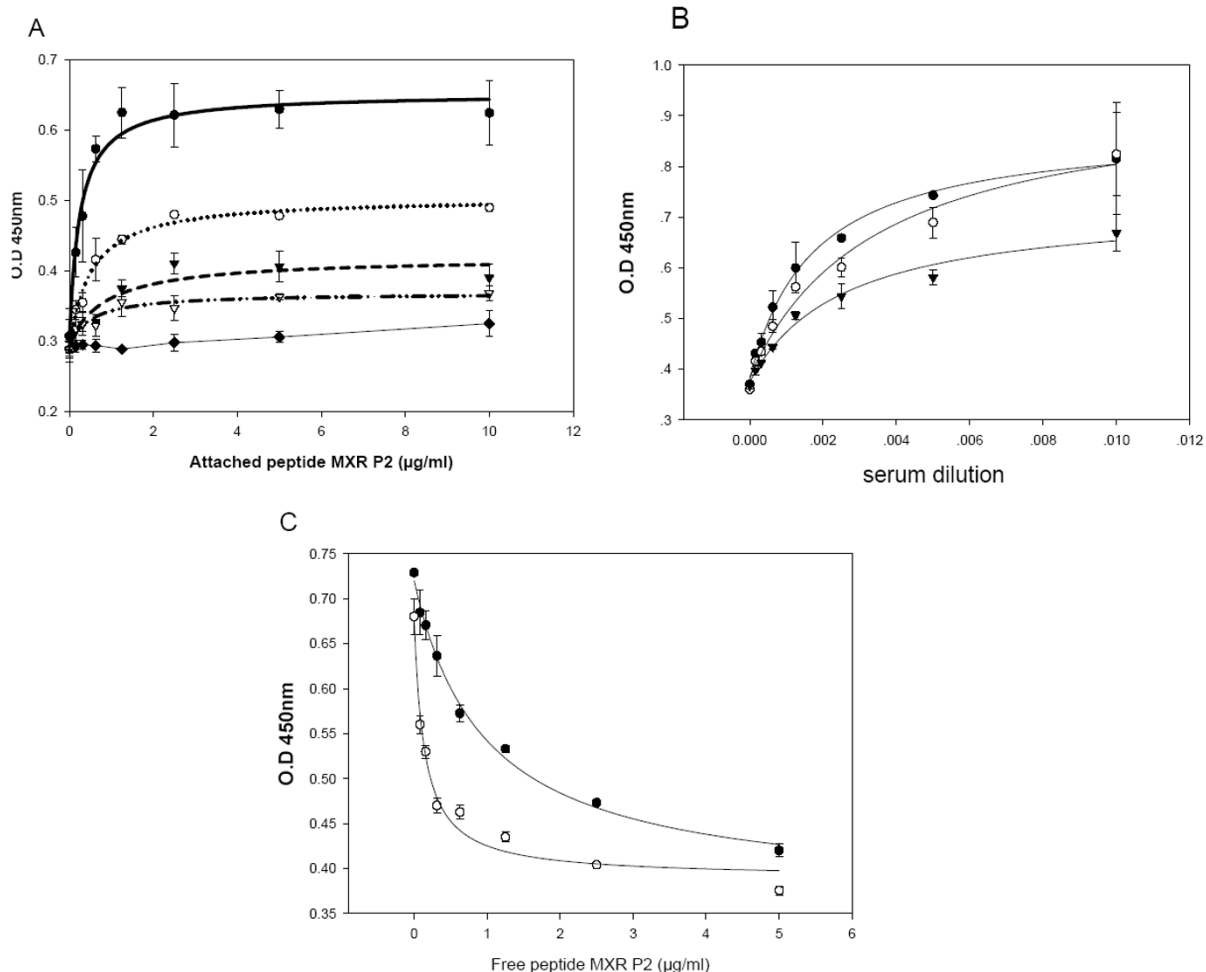 A
O.D 450nm
0.7
0.6
0.5
0.4
0.3
0.2
0 2 4 6 8 10 12
Attached peptide MXR P2 (µg/ml)
B
O.D 450nm
1.0
.9
.8
.7
.6
.5
.4
.3
0.000 .002 .004 .006 .008 .010 .012
serum dilution
C
O.D 450nm
0.75
0.70
0.65
0.60
0.55
0.50
0.45
0.40
0.35
0 1 2 3 4 5 6
Free peptide MXR P2 (µg/ml)